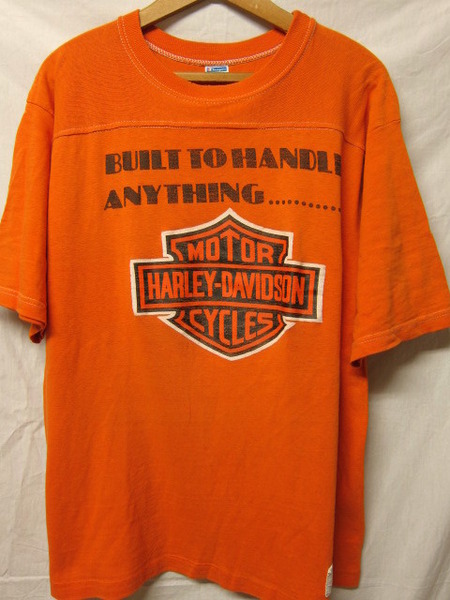 BUILT TO HANDLE
ANYTHING...........
MOTOR
HARLEY-DAVIDSON
CYCLES